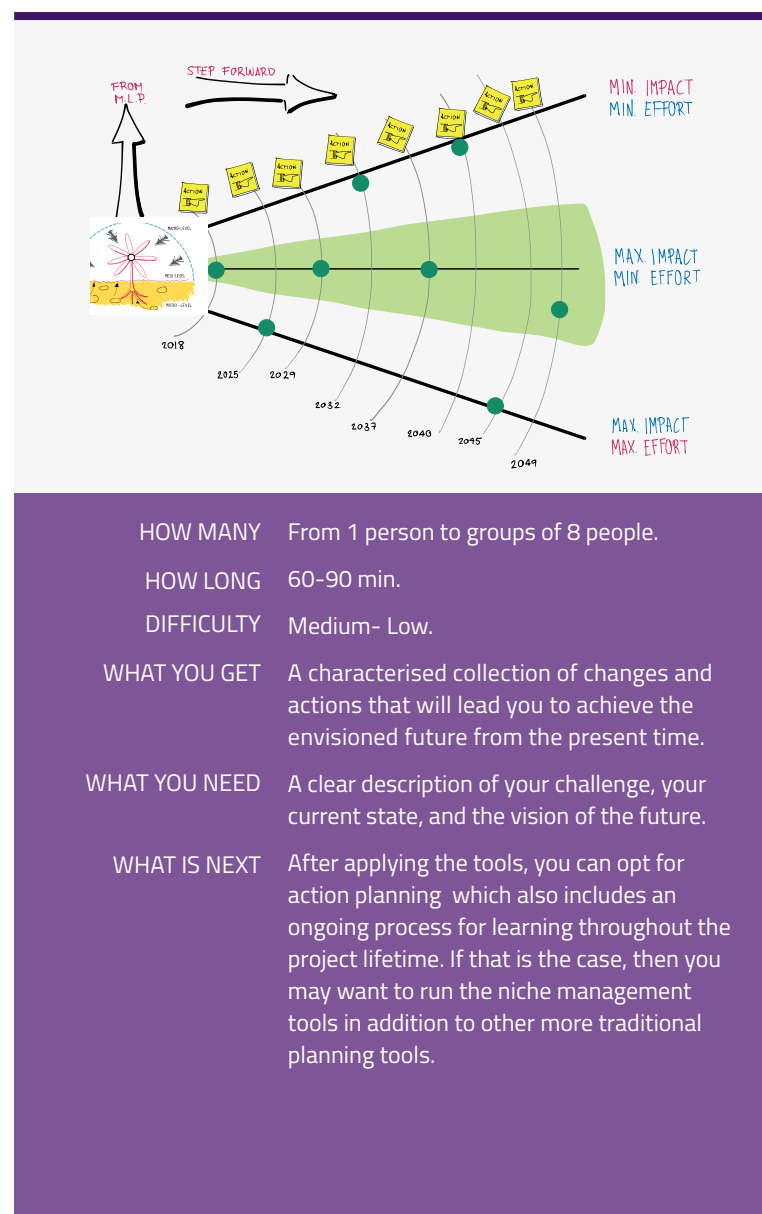 STEP FORWARD
FROM
M.L.P.
MIN. IMPACT
MIN. EFFORT
ACTION
ACTION
ACTION
ACTION
ACTION
ACTION
ACTION
ACTION
MACRO-LEVEL
MESO-LEVEL
MICRO-LEVEL
MAX. IMPACT
MIN. EFFORT
2018
2025
2029
2032
2037
2040
2045
2049
MAX. IMPACT
MAX. EFFORT
HOW MANY From 1 person to groups of 8 people.
HOW LONG 60-90 min.
DIFFICULTY Medium- Low.
WHAT YOU GET A characterised collection of changes and
actions that will lead you to achieve the
envisioned future from the present time.
WHAT YOU NEED A clear description of your challenge, your
current state, and the vision of the future.
WHAT IS NEXT After applying the tools, you can opt for
action planning which also includes an
ongoing process for learning throughout the
project lifetime. If that is the case, then you
may want to run the niche management
tools in addition to other more traditional
planning tools.